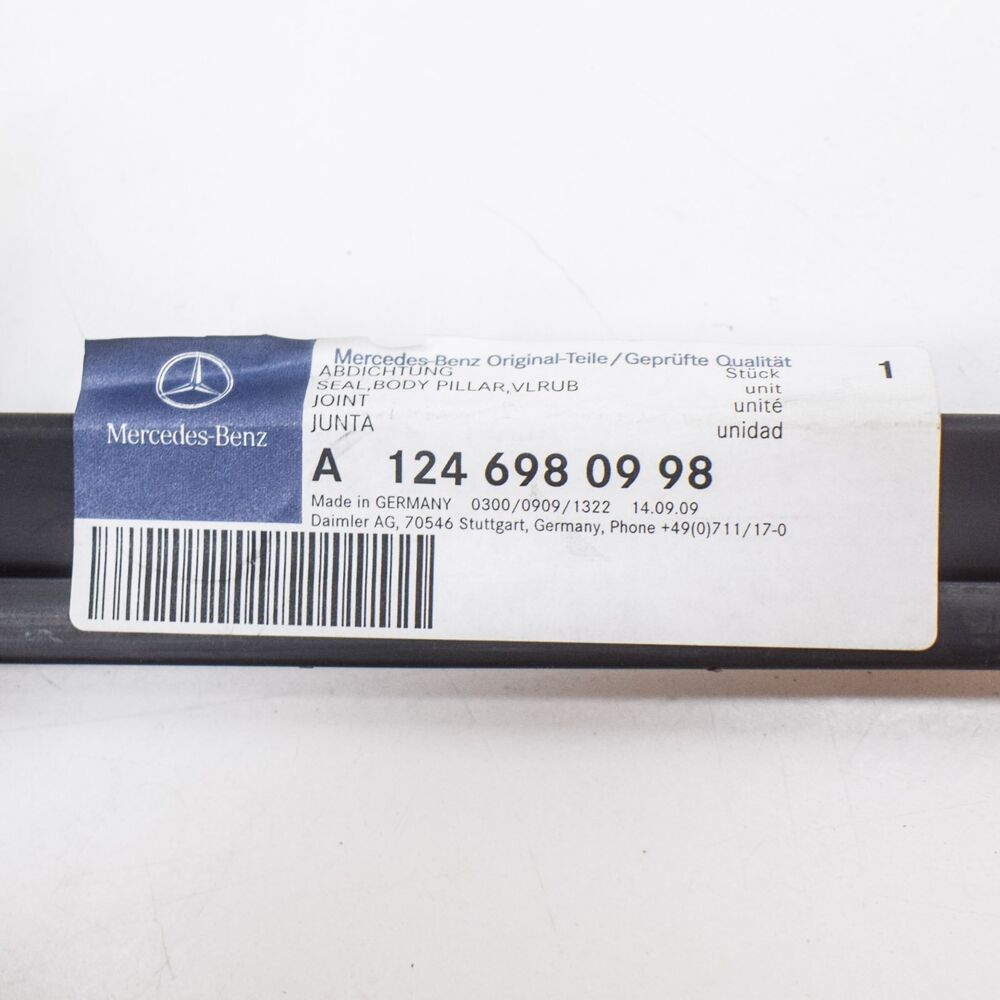 Mercedes-Benz
Mercedes-Benz Original-Teile/Geprüfte Qualität
ABDICHTUNG Stück 1
SEAL,BODY PILLAR,VLRUB unit
JOINT unité
JUNTA unidad
A 124 698 09 98
Made in GERMANY 0300/0909/1322 14.09.09
Daimler AG, 70546 Stuttgart, Germany, Phone +49(0)711/17-0